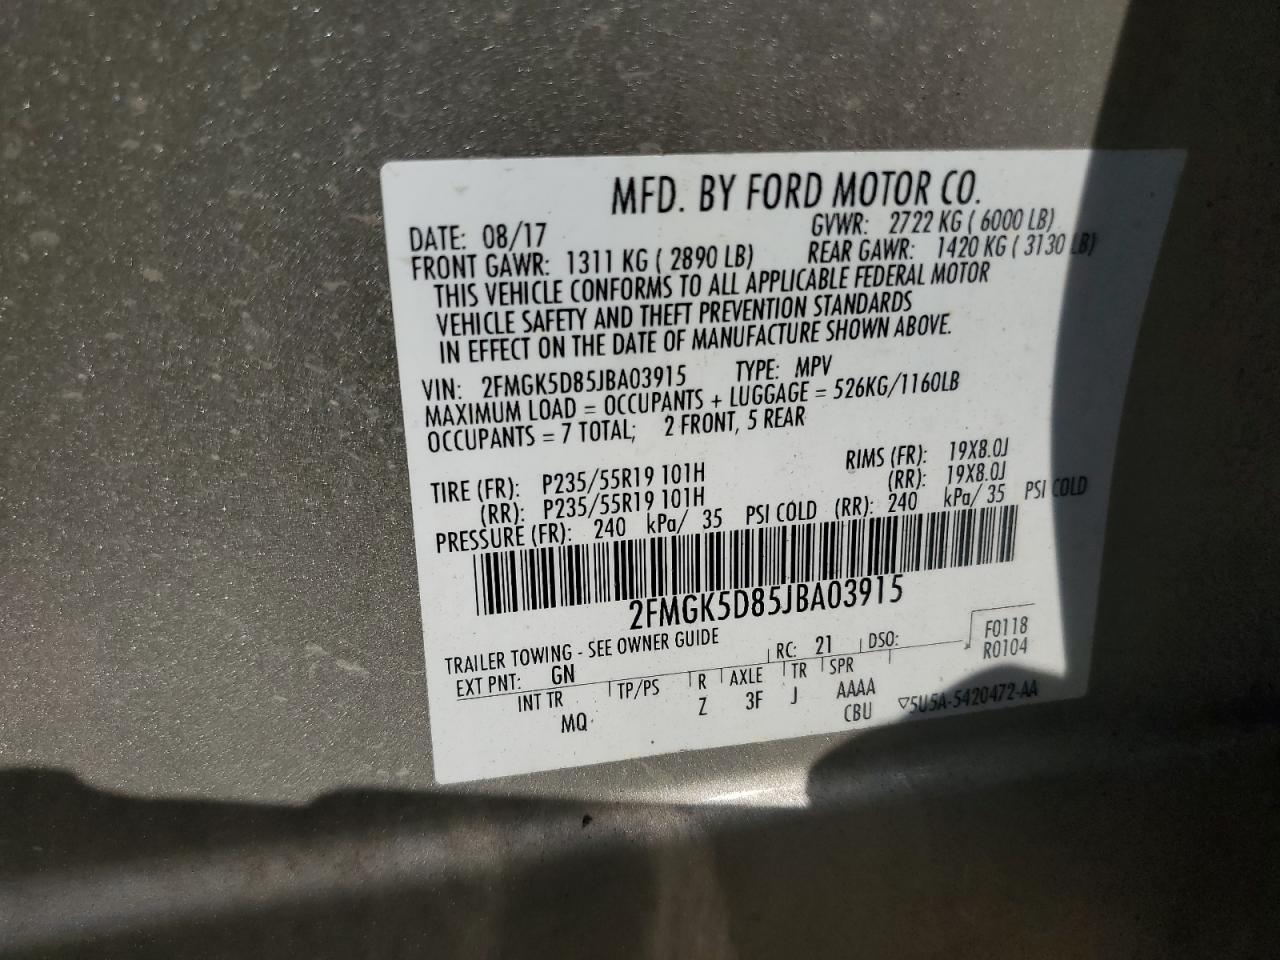 MFD. BY FORD MOTOR CO.
DATE: 08/17 GVWR: 2722 KG ( 6000 LB)
FRONT GAWR: 1311 KG ( 2890 LB) REAR GAWR: 1420 KG ( 3130 LB)
THIS VEHICLE CONFORMS TO ALL APPLICABLE FEDERAL MOTOR
VEHICLE SAFETY AND THEFT PREVENTION STANDARDS
IN EFFECT ON THE DATE OF MANUFACTURE SHOWN ABOVE.
VIN: 2FMGK5D85JBA03915 TYPE: MPV
MAXIMUM LOAD = OCCUPANTS + LUGGAGE = 526KG/1160LB
OCCUPANTS = 7 TOTAL; 2 FRONT, 5 REAR
TIRE (FR): P235/55R19 101H RIMS (FR): 19X8.0J
(RR): P235/55R19 101H (RR): 19X8.0J
PRESSURE (FR): 240 kPa/ 35 PSI COLD (RR): 240 kPa/ 35 PSI COLD
2FMGK5D85JBA03915
TRAILER TOWING - SEE OWNER GUIDE
EXT PNT: GN RC: 21 DSO: F0118
R0104
INT TR TP/PS R AXLE TR SPR
MQ Z 3F J AAAA
CBU ▽5U5A-5420472-AA